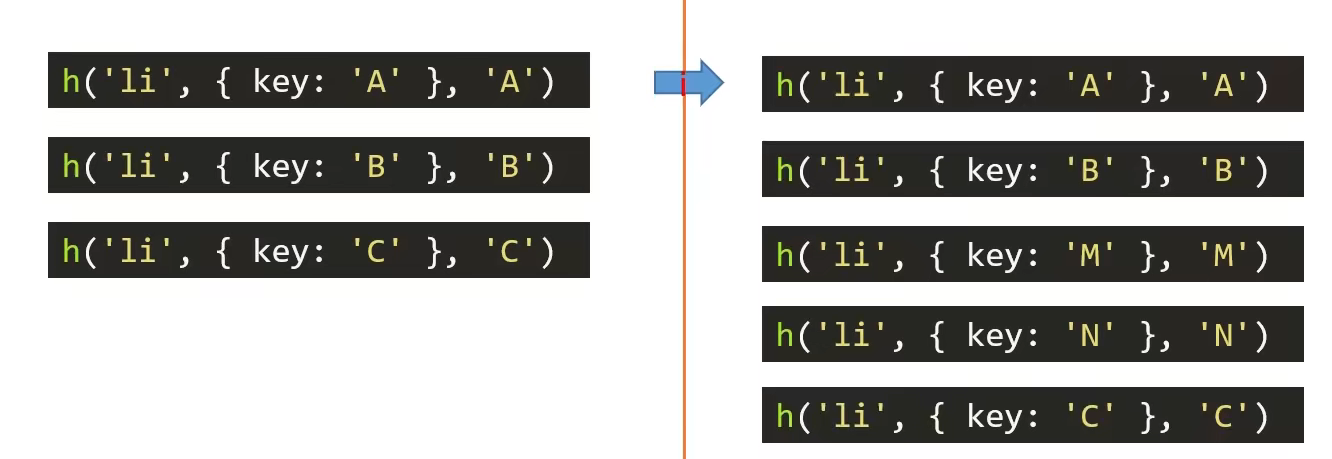 h('li', { key: 'A' }, 'A')
h('li', { key: 'B' }, 'B')
h('li', { key: 'C' }, 'C')
h('li', { key: 'A' }, 'A')
h('li', { key: 'B' }, 'B')
h('li', { key: 'M' }, 'M')
h('li', { key: 'N' }, 'N')
h('li', { key: 'C' }, 'C')